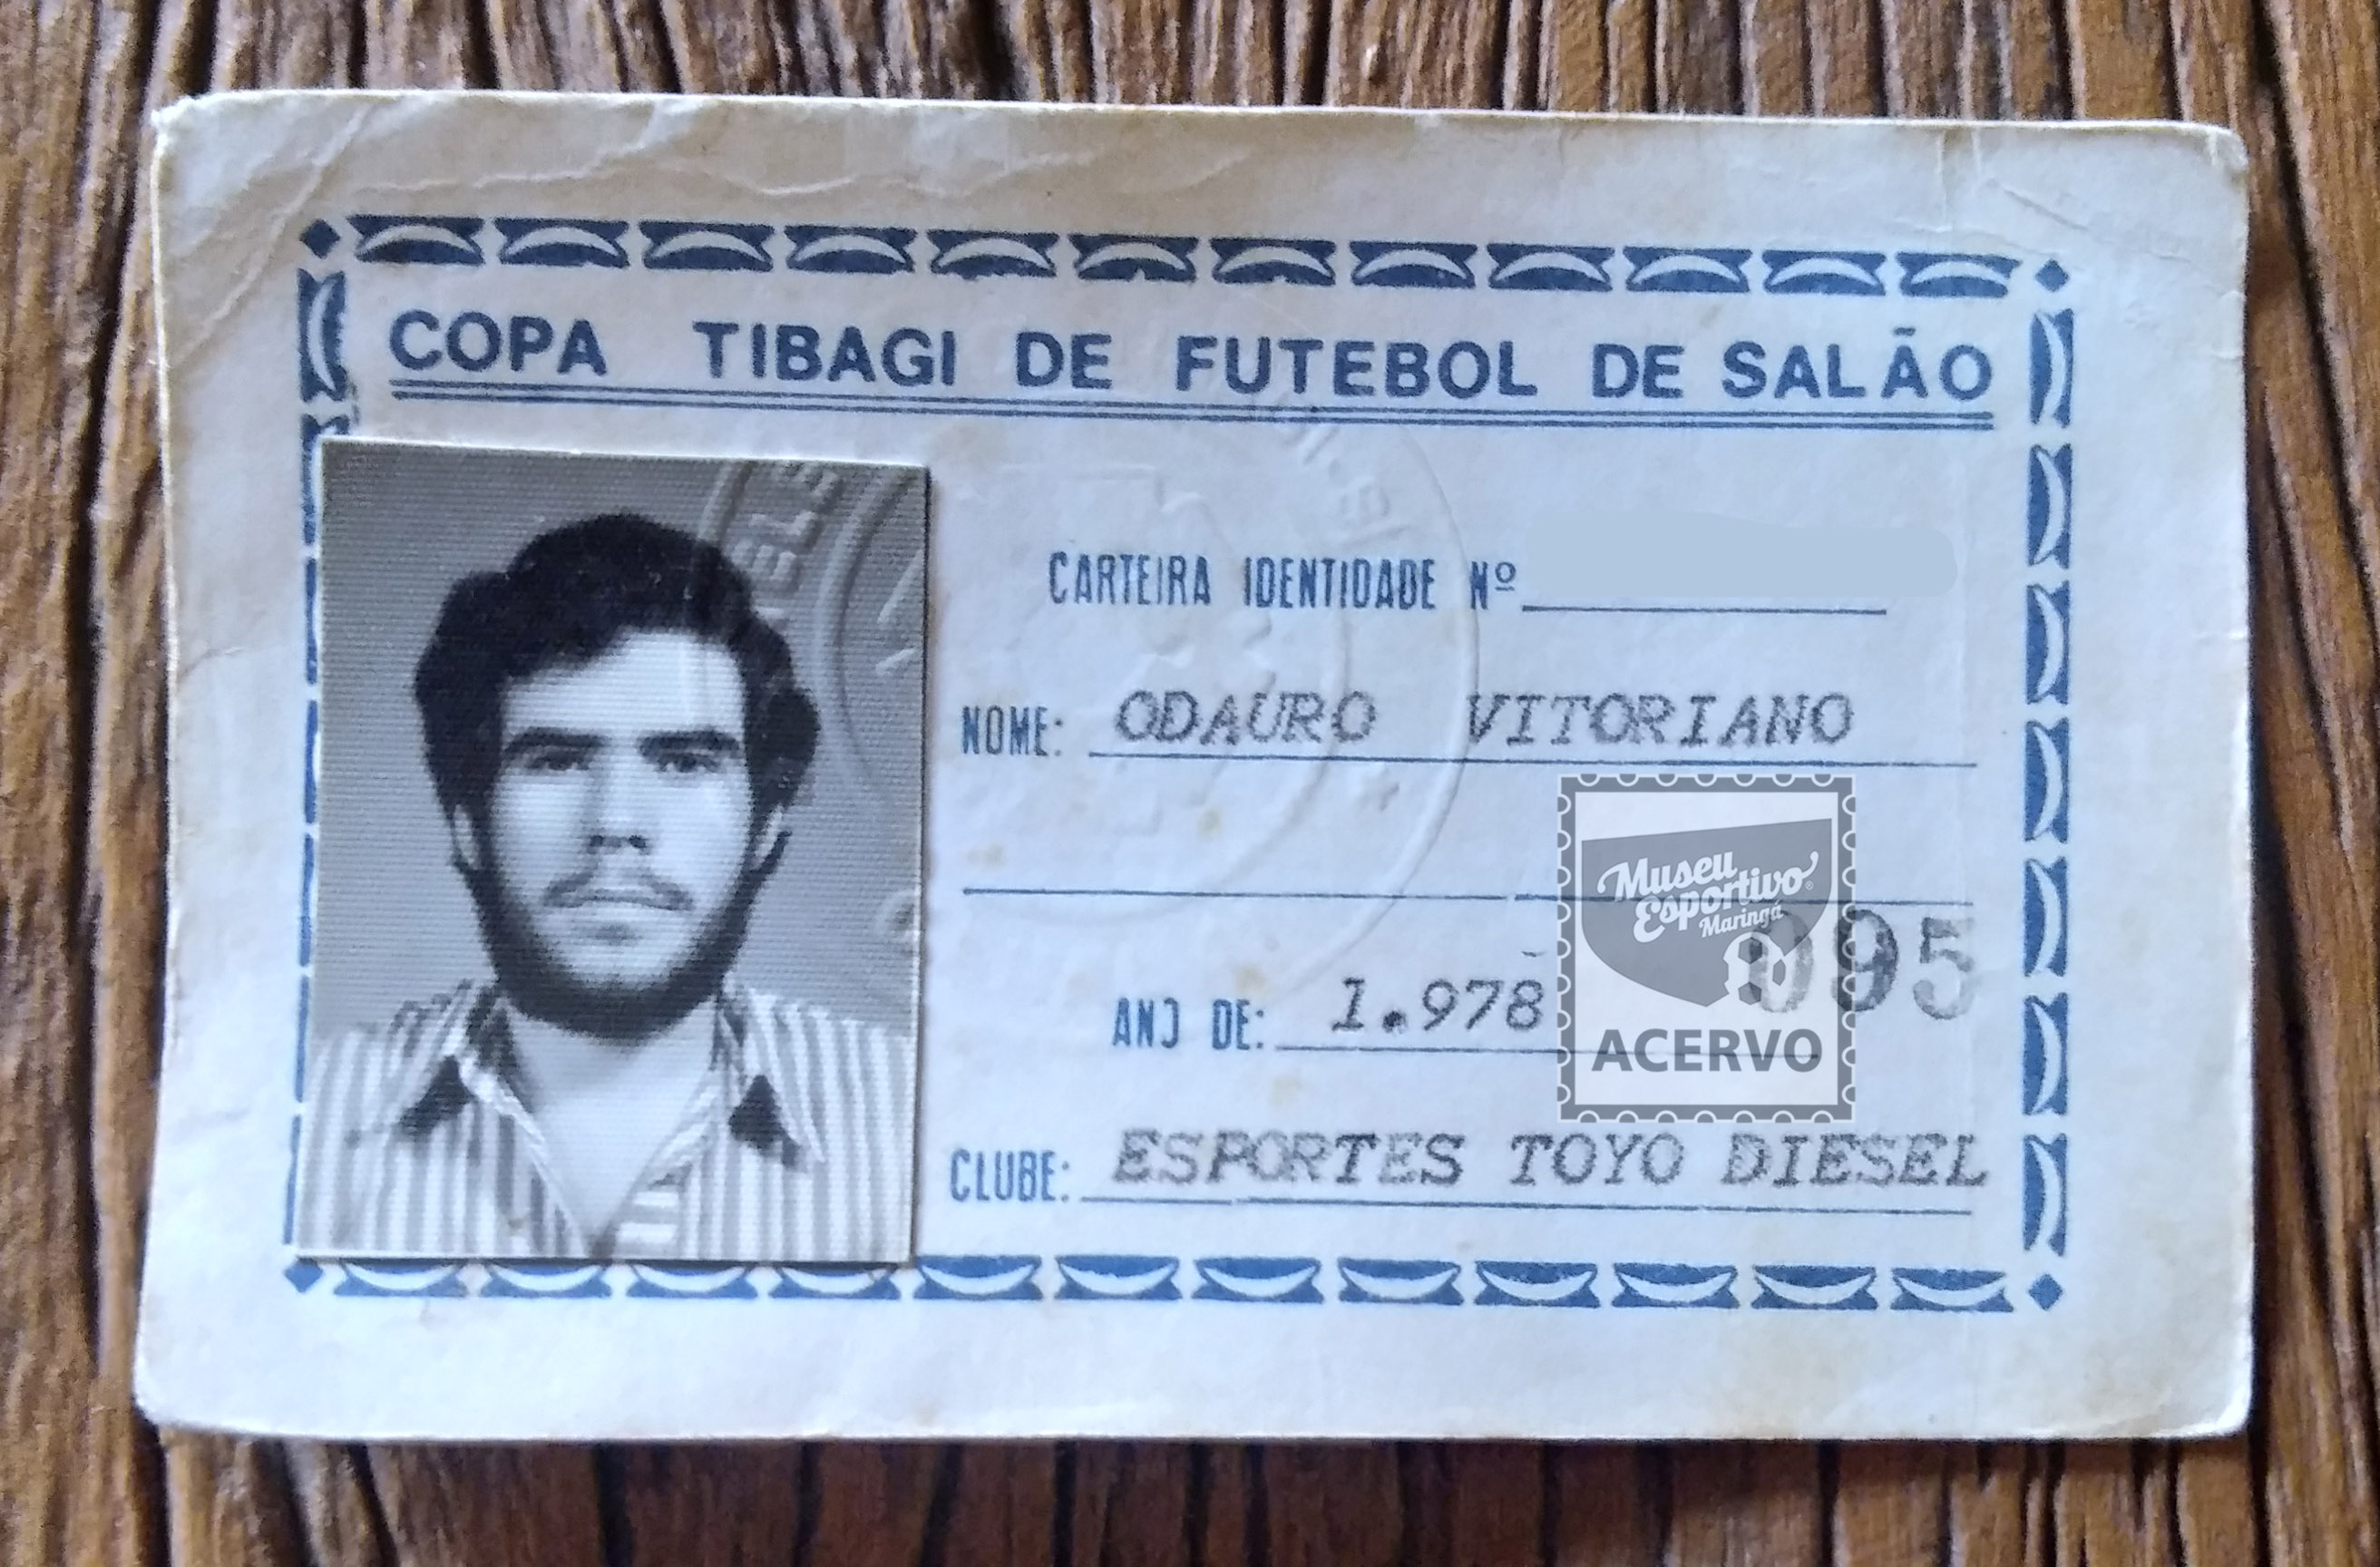 COPA TIBAGI DE FUTEBOL DE SALÃO
CARTEIRA IDENTIDADE Nº
NOME: ODAURO VITORIANO
Museu
Esportivo®
Maringá
095
ANO DE: 1.978
ACERVO
CLUBE: ESPORTES TOYO DIESEL